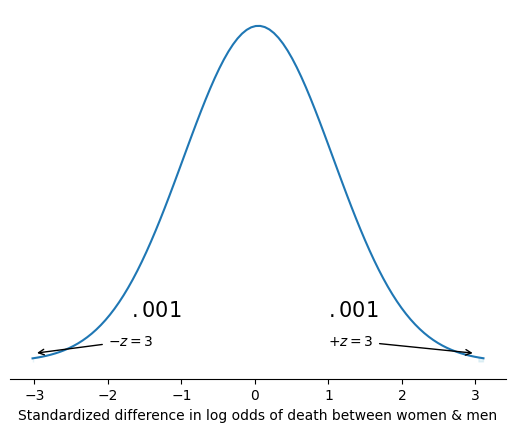 .001 .001
−z = 3 +z = 3
−3 −2 −1 0 1 2 3
Standardized difference in log odds of death between women & men